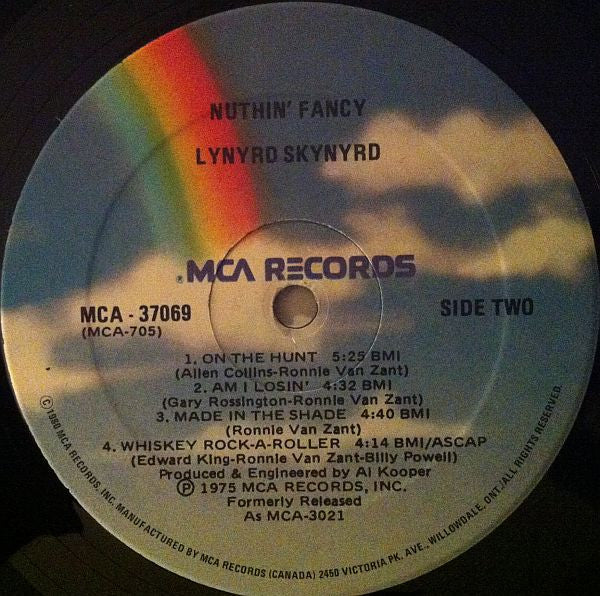 NUTHIN' FANCY
LYNYRD SKYNYRD
®MCA RECORDS
MCA - 37069
(MCA-705)
SIDE TWO
1. ON THE HUNT 5:25 BMI
(Allen Collins-Ronnie Van Zant)
2. AM I LOSIN' 4:32 BMI
(Gary Rossington-Ronnie Van Zant)
3. MADE IN THE SHADE 4:40 BMI
(Ronnie Van Zant)
4. WHISKEY ROCK-A-ROLLER 4:14 BMI/ASCAP
(Edward King-Ronnie Van Zant-Billy Powell)
Produced & Engineered by Al Kooper
Ⓟ 1975 MCA RECORDS, INC.
Formerly Released
As MCA-3021
© 1980 MCA RECORDS, INC. MANUFACTURED BY MCA RECORDS (CANADA) 2450 VICTORIA PK. AVE., WILLOWDALE, ONT. ALL RIGHTS RESERVED.